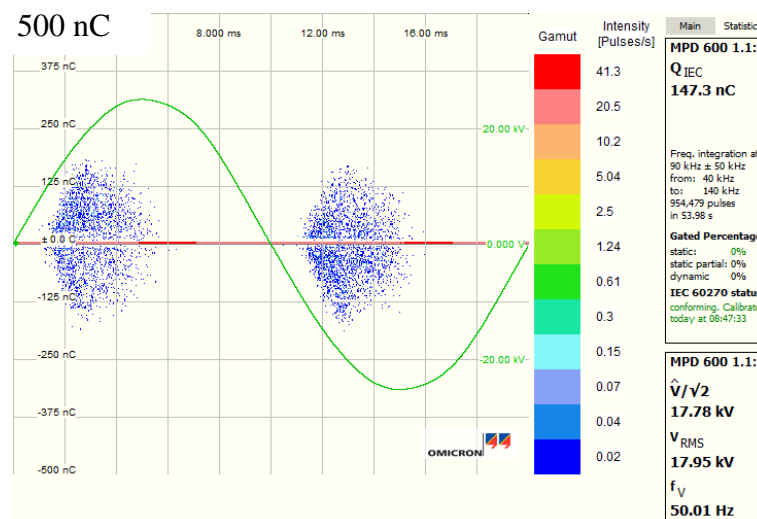 500 nC
8.000 ms 12.00 ms 16.00 ms
375 nC
250 nC
20.00 kV
125 nC
± 0.0 C
0.000 V
-125 nC
-250 nC
-20.00 kV
-375 nC
-500 nC
OMICRON
Gamut
Intensity
[Pulses/s]
41.3
20.5
10.2
5.04
2.5
1.24
0.61
0.3
0.15
0.07
0.04
0.02
Main Statistic
MPD 600 1.1:
Q IEC
147.3 nC
Freq. integration at
90 kHz ± 50 kHz
from: 40 kHz
to: 140 kHz
954,479 pulses
in 53.98 s
Gated Percentage
static: 0%
static partial: 0%
dynamic 0%
IEC 60270 statu
conforming. Calibrate
today at 08:47:33
MPD 600 1.1:
V̂/√2
17.78 kV
V RMS
17.95 kV
f V
50.01 Hz